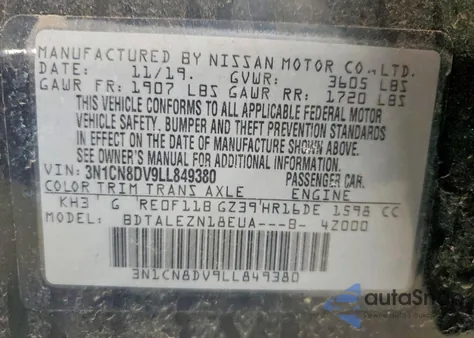 MANUFACTURED BY NISSAN MOTOR CO.,LTD.
DATE: 11/19. GVWR: 3605 LBS
GAWR FR: 1907 LBS GAWR RR: 1720 LBS
THIS VEHICLE CONFORMS TO ALL APPLICABLE FEDERAL MOTOR
VEHICLE SAFETY, BUMPER AND THEFT PREVENTION STANDARDS
IN EFFECT ON THE DATE OF MANUFACTURE SHOWN ABOVE.
SEE OWNER'S MANUAL FOR ADDITIONAL INFORMATION.
VIN: 3N1CN8DV9LL849380 PASSENGER CAR.
COLOR TRIM TRANS AXLE ENGINE
KH3 G RE0F11B GZ39 HR16DE 1598 CC
MODEL: BDTALEZN18EUA---B- 4Z000
3N1CN8DV9LL849380